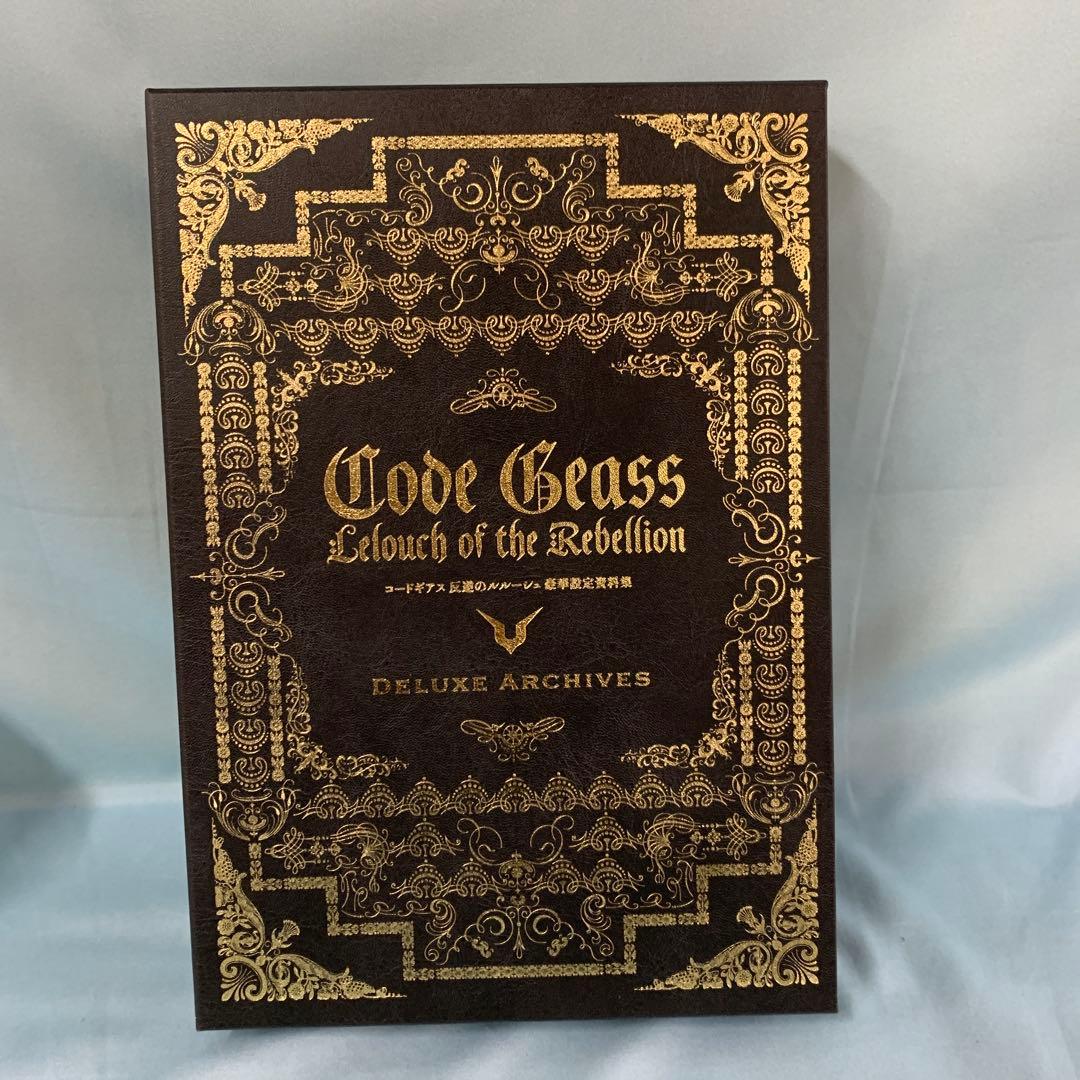 Code Geass
Lelouch of the Rebellion
コードギアス 反逆のルルーシュ 豪華設定資料集
DELUXE ARCHIVES